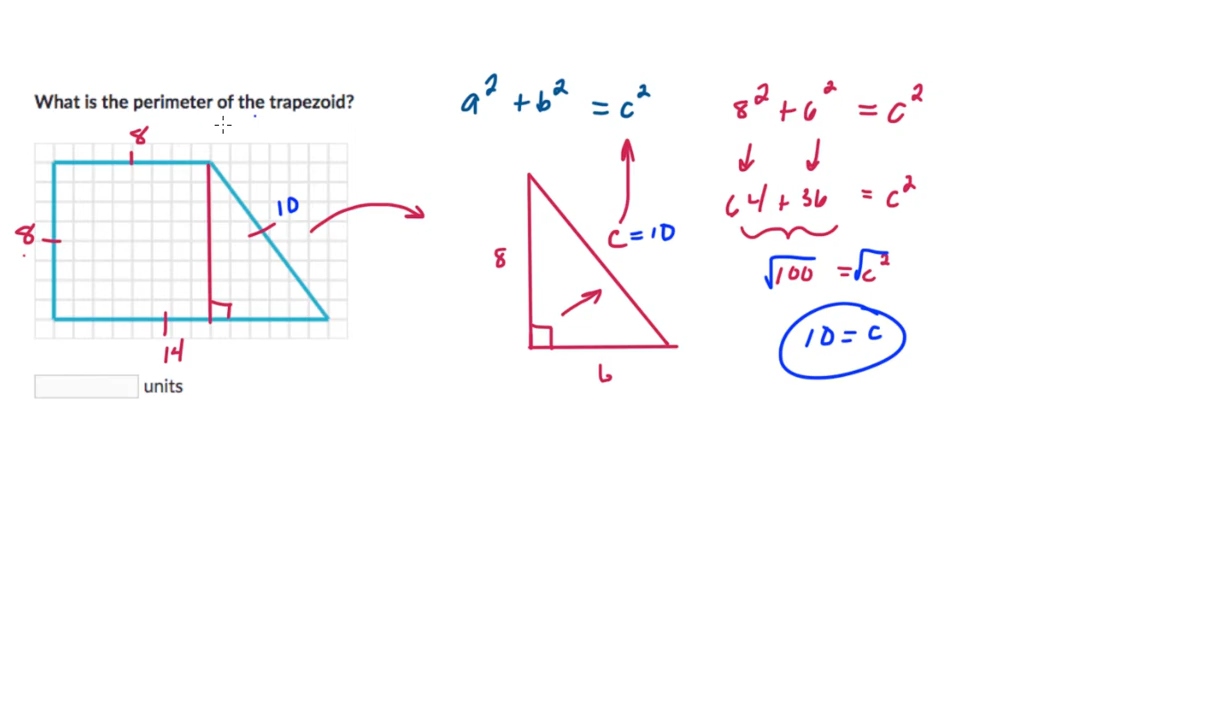 What is the perimeter of the trapezoid?
8
8
10
14
units
a² + b² = c²
8
c = 10
6
8² + 6² = c²
64 + 36 = c²
√100 = √c²
10 = c